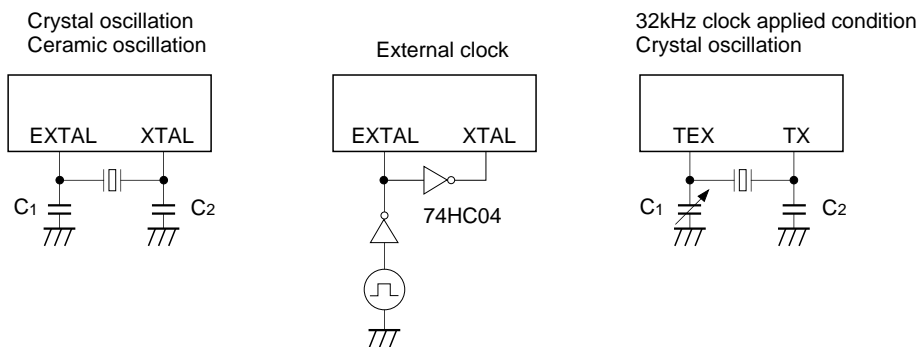 Crystal oscillation
Ceramic oscillation
EXTAL XTAL
C1 C2
External clock
EXTAL XTAL
74HC04
32kHz clock applied condition
Crystal oscillation
TEX TX
C1 C2